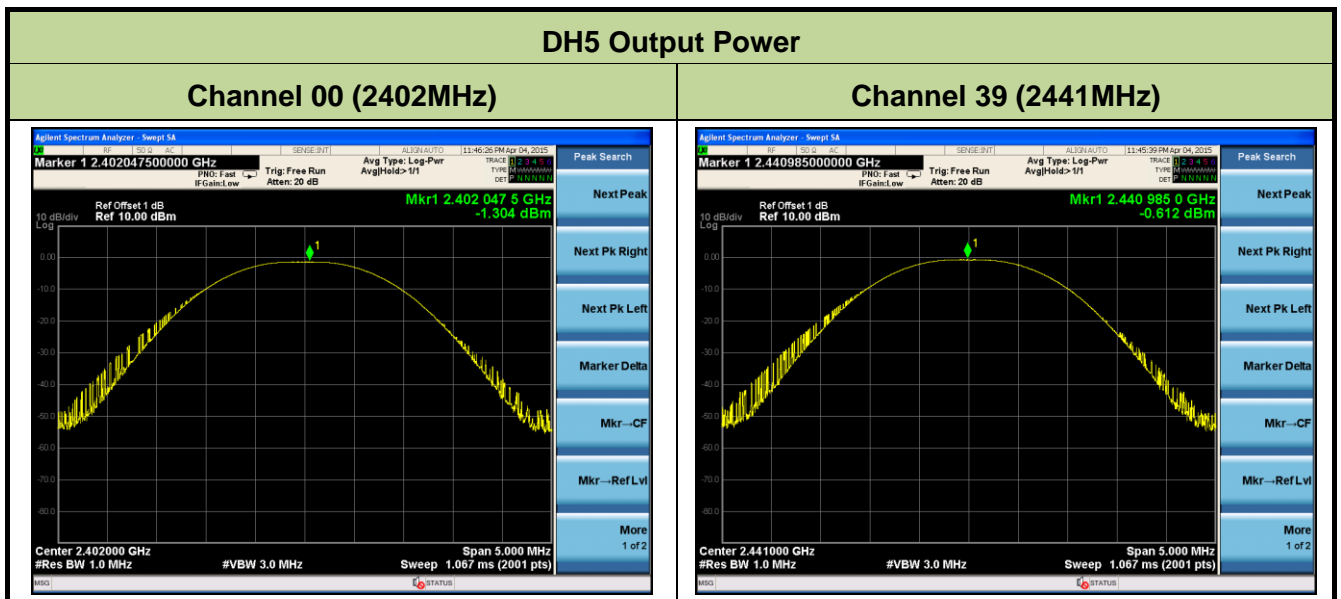 DH5 Output Power
Channel 00 (2402MHz)
Channel 39 (2441MHz)
Agilent Spectrum Analyzer - Swept SA
RF 50 Ω AC SENSE:INT ALIGN AUTO 11:46:26 PM Apr 04, 2015
Marker 1 2.402047500000 GHz
PNO: Fast
IFGain:Low
Trig: Free Run
Atten: 20 dB
Avg Type: Log-Pwr
Avg|Hold>1/1
TRACE 1 2 3 4 5 6
TYPE M
DET P N N N N N
Peak Search
Ref Offset 1 dB
10 dB/div Ref 10.00 dBm
Log
Mkr1 2.402 047 5 GHz
-1.304 dBm
1
0.00
-10.0
-20.0
-30.0
-40.0
-50.0
-60.0
-70.0
-80.0
Next Peak
Next Pk Right
Next Pk Left
Marker Delta
Mkr→CF
Mkr→Ref Lvl
More
1 of 2
Center 2.402000 GHz Span 5.000 MHz
#Res BW 1.0 MHz #VBW 3.0 MHz Sweep 1.067 ms (2001 pts)
MSG STATUS
Agilent Spectrum Analyzer - Swept SA
RF 50 Ω AC SENSE:INT ALIGN AUTO 11:45:39 PM Apr 04, 2015
Marker 1 2.440985000000 GHz
PNO: Fast
IFGain:Low
Trig: Free Run
Atten: 20 dB
Avg Type: Log-Pwr
Avg|Hold>1/1
TRACE 1 2 3 4 5 6
TYPE M
DET P N N N N N
Peak Search
Ref Offset 1 dB
10 dB/div Ref 10.00 dBm
Log
Mkr1 2.440 985 0 GHz
-0.612 dBm
1
0.00
-10.0
-20.0
-30.0
-40.0
-50.0
-60.0
-70.0
-80.0
Next Peak
Next Pk Right
Next Pk Left
Marker Delta
Mkr→CF
Mkr→Ref Lvl
More
1 of 2
Center 2.441000 GHz Span 5.000 MHz
#Res BW 1.0 MHz #VBW 3.0 MHz Sweep 1.067 ms (2001 pts)
MSG STATUS